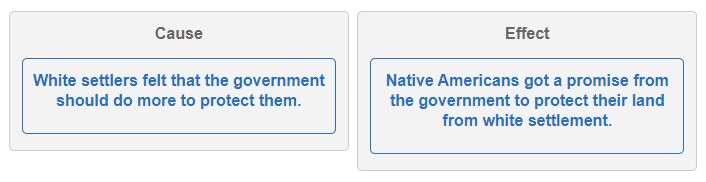 Cause
White settlers felt that the government
should do more to protect them.
Effect
Native Americans got a promise from
the government to protect their land
from white settlement.